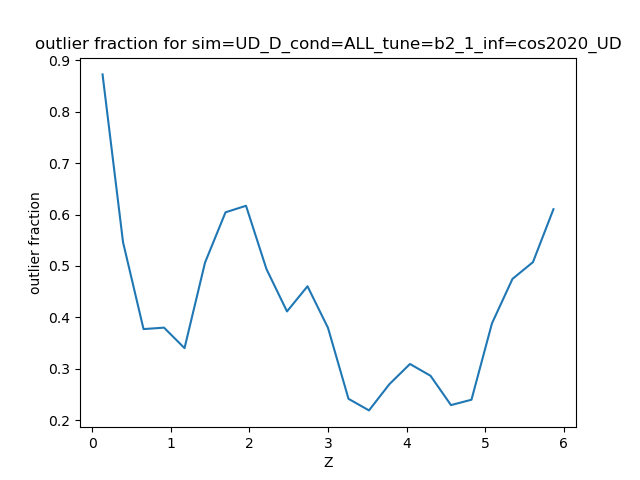 outlier fraction for sim=UD_D_cond=ALL_tune=b2_1_inf=cos2020_UD
0.9
0.8
0.7
0.6
0.5
0.4
0.3
0.2
outlier fraction
0 1 2 3 4 5 6
Z